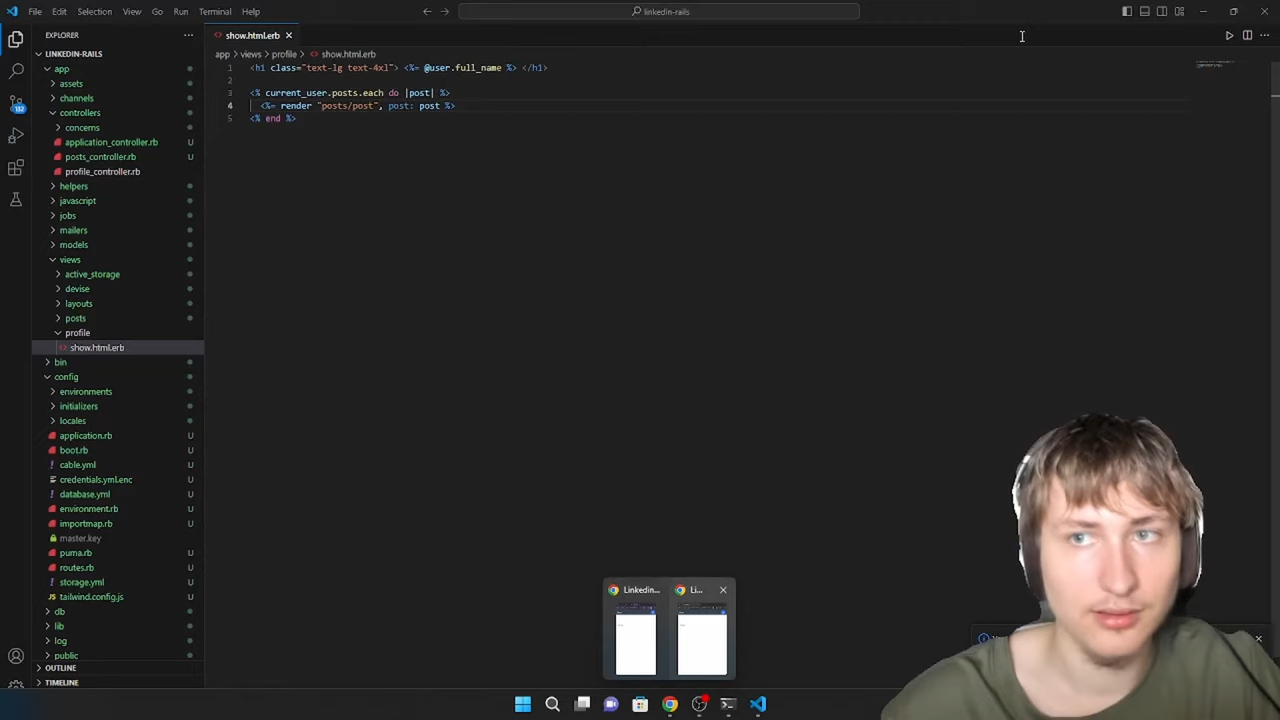 File Edit Selection View Go Run Terminal Help
linkedin-rails
EXPLORER
show.html.erb
LINKEDIN-RAILS
app > views > profile > show.html.erb
app
assets
channels
controllers
concerns
application_controller.rb U
posts_controller.rb U
profile_controller.rb
helpers
javascript
jobs
mailers
models
views
active_storage
devise
layouts
posts
profile
show.html.erb
bin
config
environments
initializers
locales
application.rb U
boot.rb U
cable.yml U
credentials.yml.enc U
database.yml U
environment.rb U
importmap.rb U
master.key
puma.rb U
routes.rb U
storage.yml U
tailwind.config.js U
db
lib
log
public
OUTLINE
TIMELINE
132
1 <h1 class="text-lg text-4xl"> <%= @user.full_name %> </h1>
2
3 <% current_user.posts.each do |post| %>
4 <%= render "posts/post", post: post %>
5 <% end %>
Linkedin... Li...